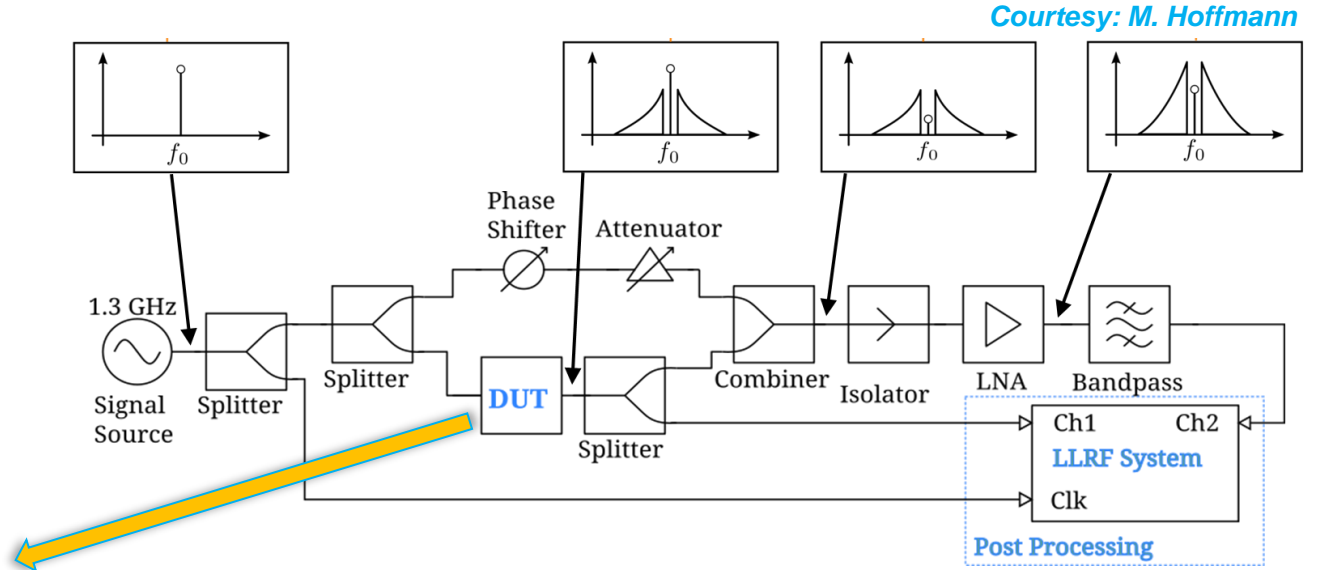 Courtesy: M. Hoffmann
f0
f0
f0
f0
Phase
Shifter
Attenuator
1.3 GHz
Signal
Source
Splitter
Splitter
DUT
Splitter
Combiner
Isolator
LNA
Bandpass
Ch1
Ch2
LLRF System
Clk
Post Processing